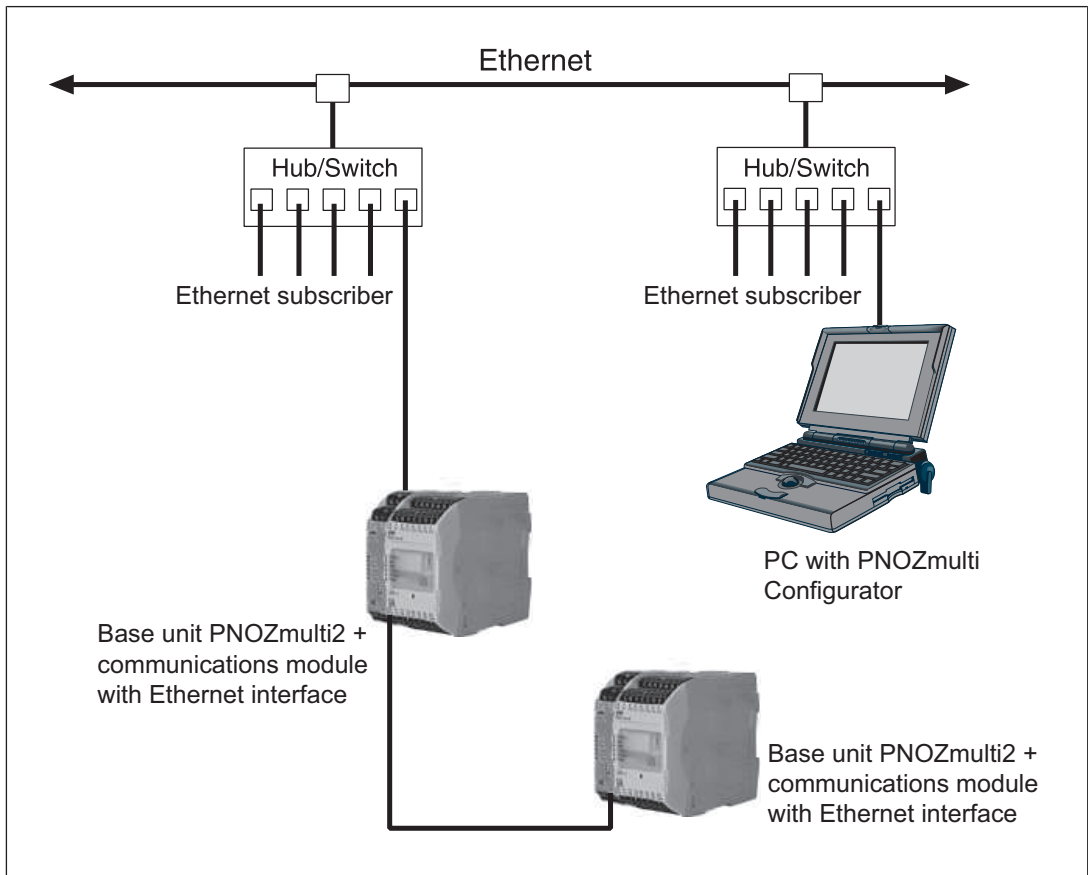 Ethernet
Hub/Switch
Hub/Switch
Ethernet subscriber
Ethernet subscriber
PC with PNOZmulti
Configurator
Base unit PNOZmulti2 +
communications module
with Ethernet interface
Base unit PNOZmulti2 +
communications module
with Ethernet interface